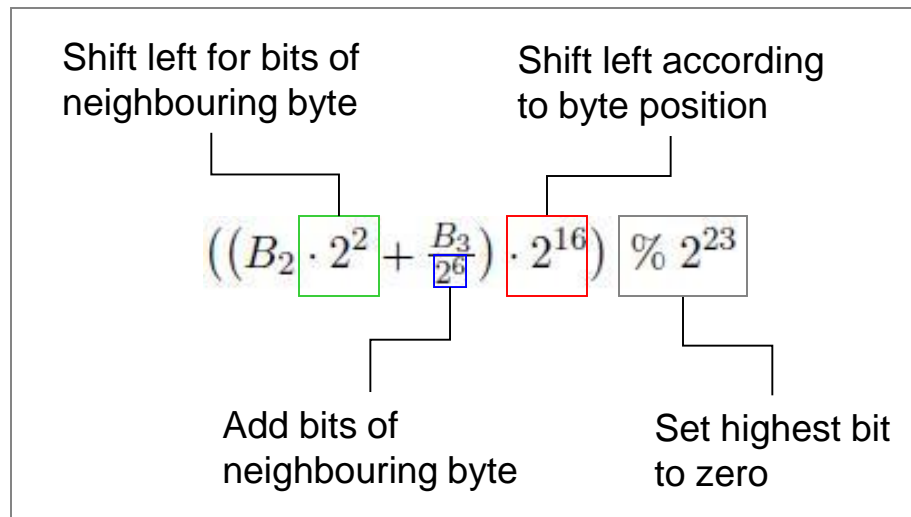 Shift left for bits of
neighbouring byte
Shift left according
to byte position
((B₂ · 2² + B₃/2⁶) · 2¹⁶) % 2²³
Add bits of
neighbouring byte
Set highest bit
to zero